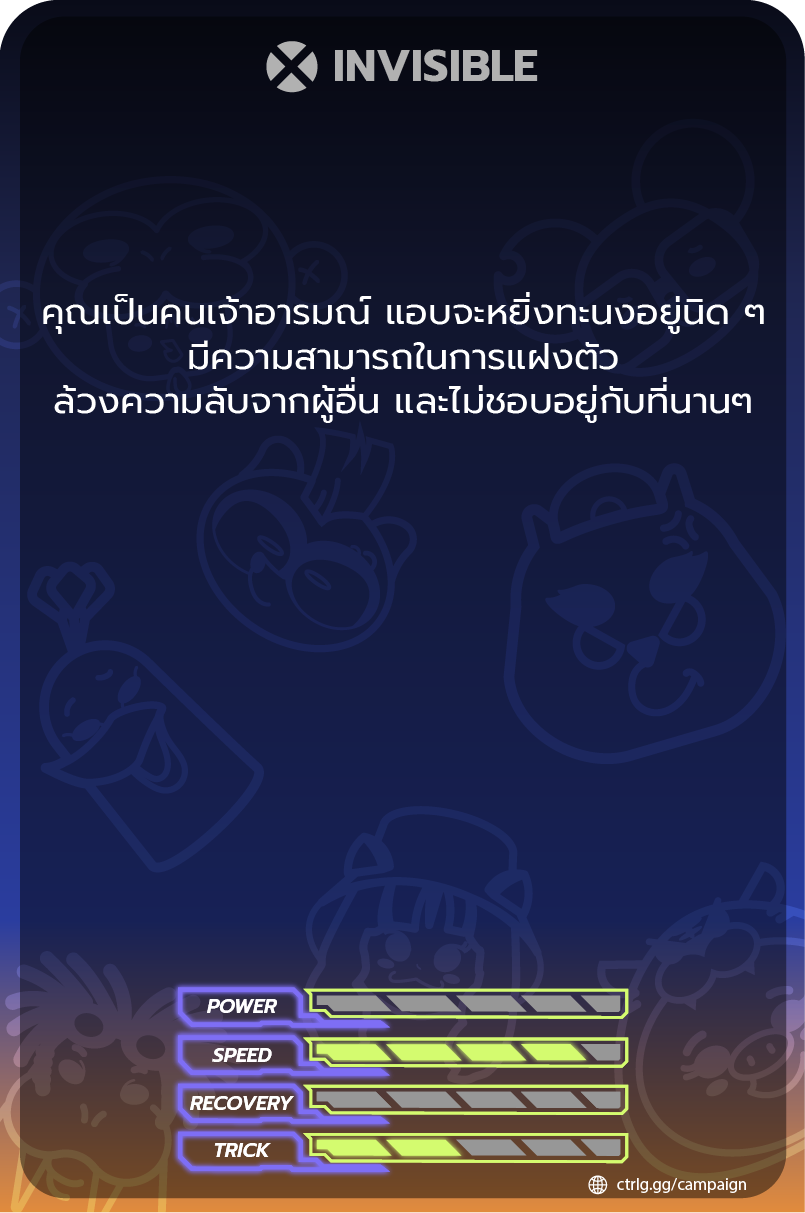 INVISIBLE
คุณเป็นคนเจ้าอารมณ์ แอบจะหยิ่งทะนงอยู่นิด ๆ
มีความสามารถในการแฝงตัว
ล้วงความลับจากผู้อื่น และไม่ชอบอยู่กับที่นานๆ
POWER
SPEED
RECOVERY
TRICK
ctrlg.gg/campaign